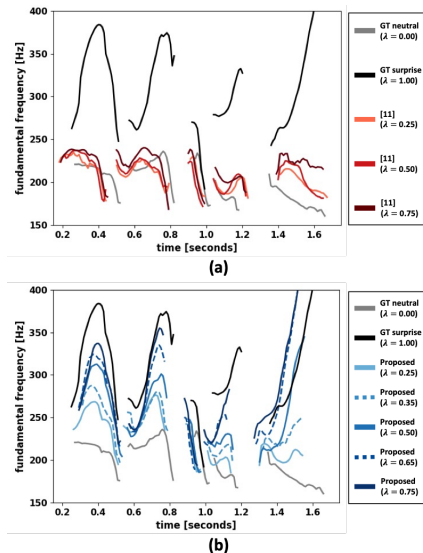 400
350
300
250
200
150
fundamental frequency [Hz]
0.2 0.4 0.6 0.8 1.0 1.2 1.4 1.6
time [seconds]
GT neutral
(λ = 0.00)
GT surprise
(λ = 1.00)
[11]
(λ = 0.25)
[11]
(λ = 0.50)
[11]
(λ = 0.75)
(a)
400
350
300
250
200
150
fundamental frequency [Hz]
0.2 0.4 0.6 0.8 1.0 1.2 1.4 1.6
time [seconds]
GT neutral
(λ = 0.00)
GT surprise
(λ = 1.00)
Proposed
(λ = 0.25)
Proposed
(λ = 0.35)
Proposed
(λ = 0.50)
Proposed
(λ = 0.65)
Proposed
(λ = 0.75)
(b)